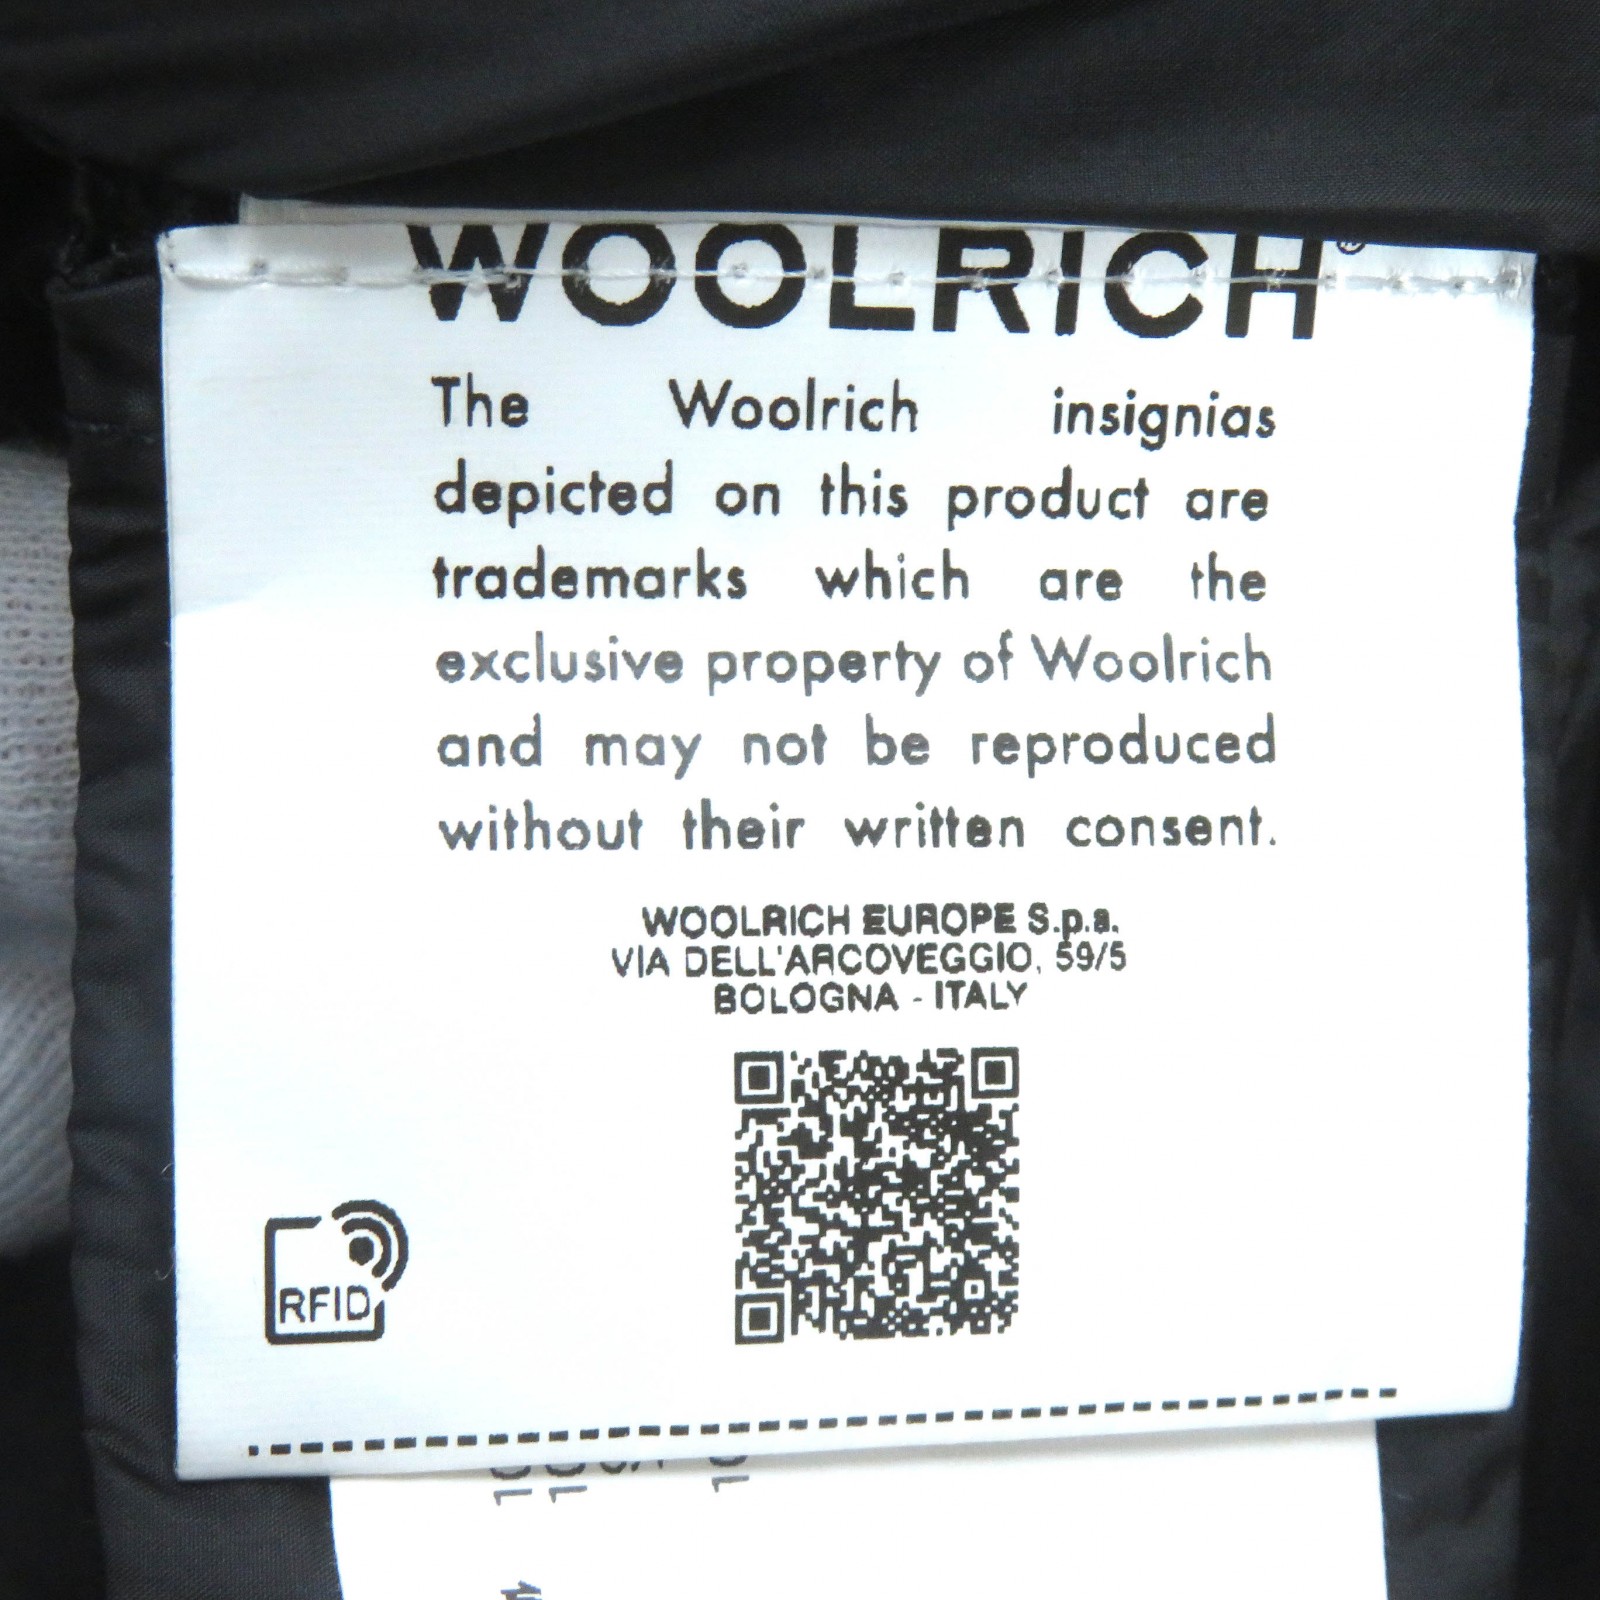 WOOLRICH®
The Woolrich insignias
depicted on this product are
trademarks which are the
exclusive property of Woolrich
and may not be reproduced
without their written consent.
WOOLRICH EUROPE S.p.a.
VIA DELL'ARCOVEGGIO, 59/5
BOLOGNA - ITALY
RFID